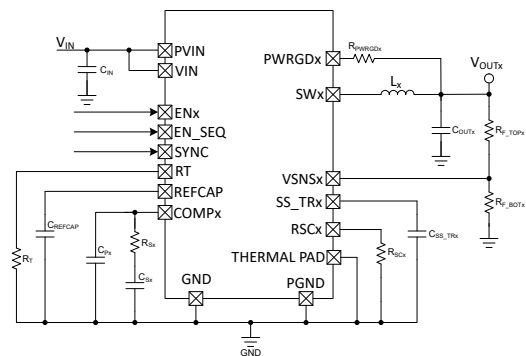 V_IN
C_IN
PVIN
VIN
ENx
EN_SEQ
SYNC
RT
REFCAP
COMPx
GND
PGND
PWRGDx
SWx
VSNSx
SS_TRx
RSCx
THERMAL PAD
R_PWRGDx
L_x
V_OUTx
C_OUTx
R_F_TOPx
R_F_BOTx
C_SS_TRx
R_SCx
C_REFCAP
R_T
C_Px
R_Sx
C_Sx
GND